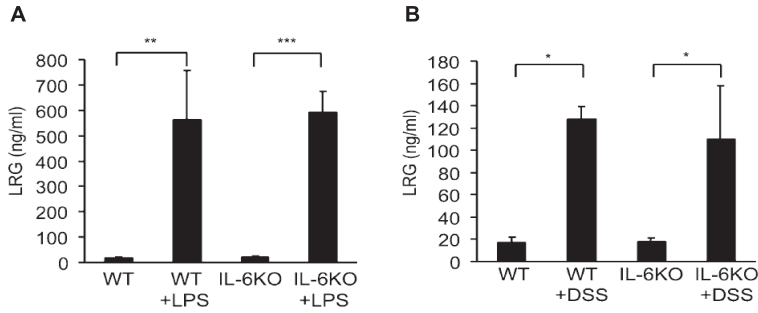 A
** ***
LRG (ng/ml)
800
700
600
500
400
300
200
100
0
WT WT IL-6KO IL-6KO
+LPS +LPS
B
* *
LRG (ng/ml)
180
160
140
120
100
80
60
40
20
0
WT WT IL-6KO IL-6KO
+DSS +DSS